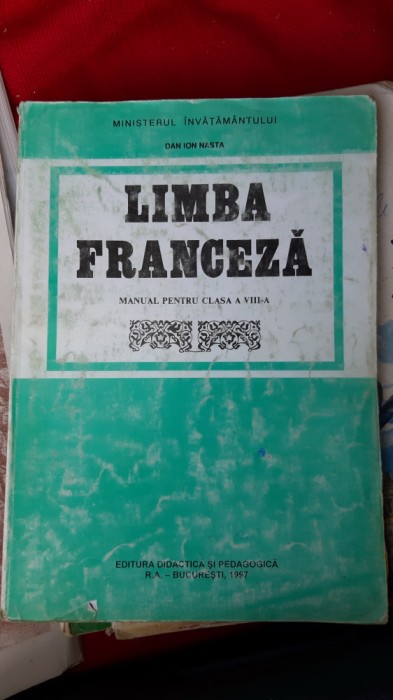 MINISTERUL ÎNVĂȚĂMÂNTULUI
DAN ION NASTA
LIMBA
FRANCEZĂ
MANUAL PENTRU CLASA A VIII-A
EDITURA DIDACTICĂ ȘI PEDAGOGICĂ
R.A. – BUCUREȘTI, 1997